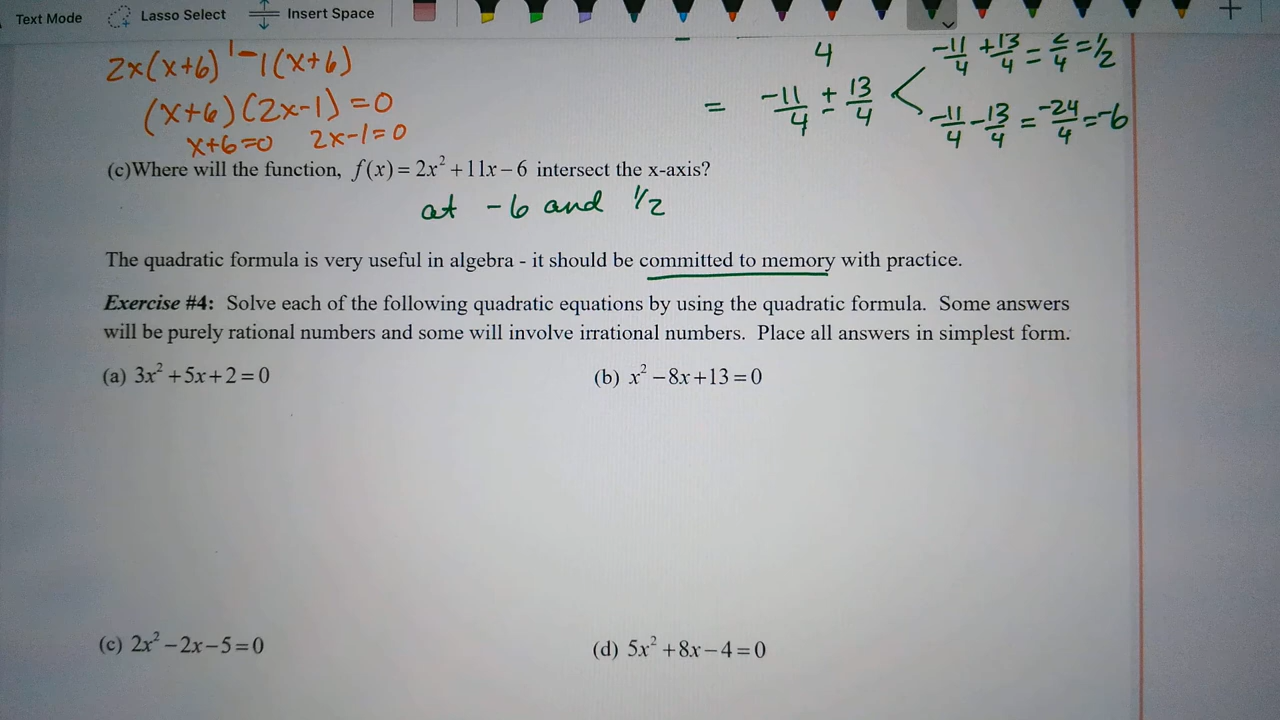 Text Mode Lasso Select Insert Space
2x(x+6) -1(x+6)
(x+6)(2x-1)=0
x+6=0 2x-1=0
4
= -11/4 ± 13/4
-11/4 +13/4 = 2/4 = 1/2
-11/4 - 13/4 = -24/4 = -6
(c)Where will the function, f(x)=2x²+11x−6 intersect the x-axis?
at -6 and 1/2
The quadratic formula is very useful in algebra - it should be committed to memory with practice.
Exercise #4: Solve each of the following quadratic equations by using the quadratic formula. Some answers
will be purely rational numbers and some will involve irrational numbers. Place all answers in simplest form.
(a) 3x²+5x+2=0
(b) x²−8x+13=0
(c) 2x²−2x−5=0
(d) 5x²+8x−4=0